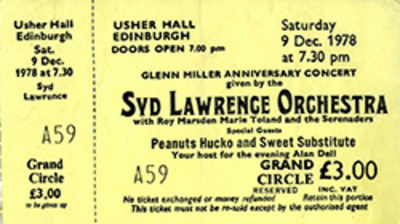 Usher Hall
Edinburgh
Sat.
9 Dec.
1978 at 7.30
Syd
Lawrence
A59
Grand
Circle
£3,00
to be given up
USHER HALL
EDINBURGH
DOORS OPEN 7.00 pm
Saturday
9 Dec. 1978
at 7.30 pm
GLENN MILLER ANNIVERSARY CONCERT
given by the
SYD LAWRENCE ORCHESTRA
with Roy Marsden Marie Toland and the Serenaders
Special Guests
Peanuts Hucko and Sweet Substitute
Your host for the evening Alan Dell
A59
GRAND
CIRCLE £3.00
RESERVED INC. VAT
No ticket exchanged or money refunded Retain this portion
This ticket must not be re-sold except by the authorised agent